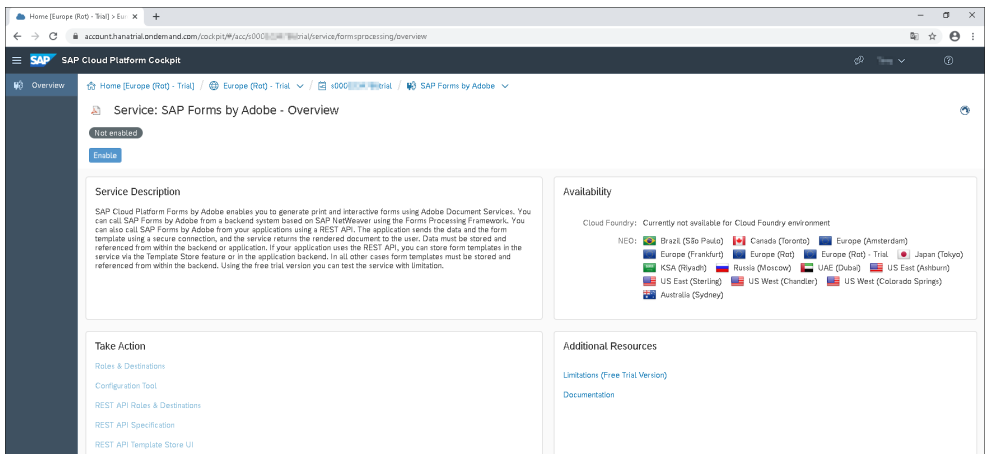 Home [Europe (Rot) - Trial] > Eur
account.hanatrial.ondemand.com/cockpit/#/acc/s000 trial/service/formsprocessing/overview
SAP SAP Cloud Platform Cockpit
Overview
Home [Europe (Rot) - Trial] / Europe (Rot) - Trial / s000 trial / SAP Forms by Adobe
Service: SAP Forms by Adobe - Overview
Not enabled
Enable
Service Description
SAP Cloud Platform Forms by Adobe enables you to generate print and interactive forms using Adobe Document Services. You
can call SAP Forms by Adobe from a backend system based on SAP NetWeaver using the Forms Processing Framework. You
can also call SAP Forms by Adobe from your applications using a REST API. The application sends the data and the form
template using a secure connection, and the service returns the rendered document to the user. Data must be stored and
referenced from within the backend or application. If your application uses the REST API, you can store form templates in the
service via the Template Store feature or in the application backend. In all other cases form templates must be stored and
referenced from within the backend. Using the free trial version you can test the service with limitation.
Availability
Cloud Foundry: Currently not available for Cloud Foundry environment
NEO: Brazil (São Paulo) Canada (Toronto) Europe (Amsterdam)
Europe (Frankfurt) Europe (Rot) Europe (Rot) - Trial Japan (Tokyo)
KSA (Riyadh) Russia (Moscow) UAE (Dubai) US East (Ashburn)
US East (Sterling) US West (Chandler) US West (Colorado Springs)
Australia (Sydney)
Take Action
Roles & Destinations
Configuration Tool
REST API Roles & Destinations
REST API Specification
REST API Template Store UI
Additional Resources
Limitations (Free Trial Version)
Documentation